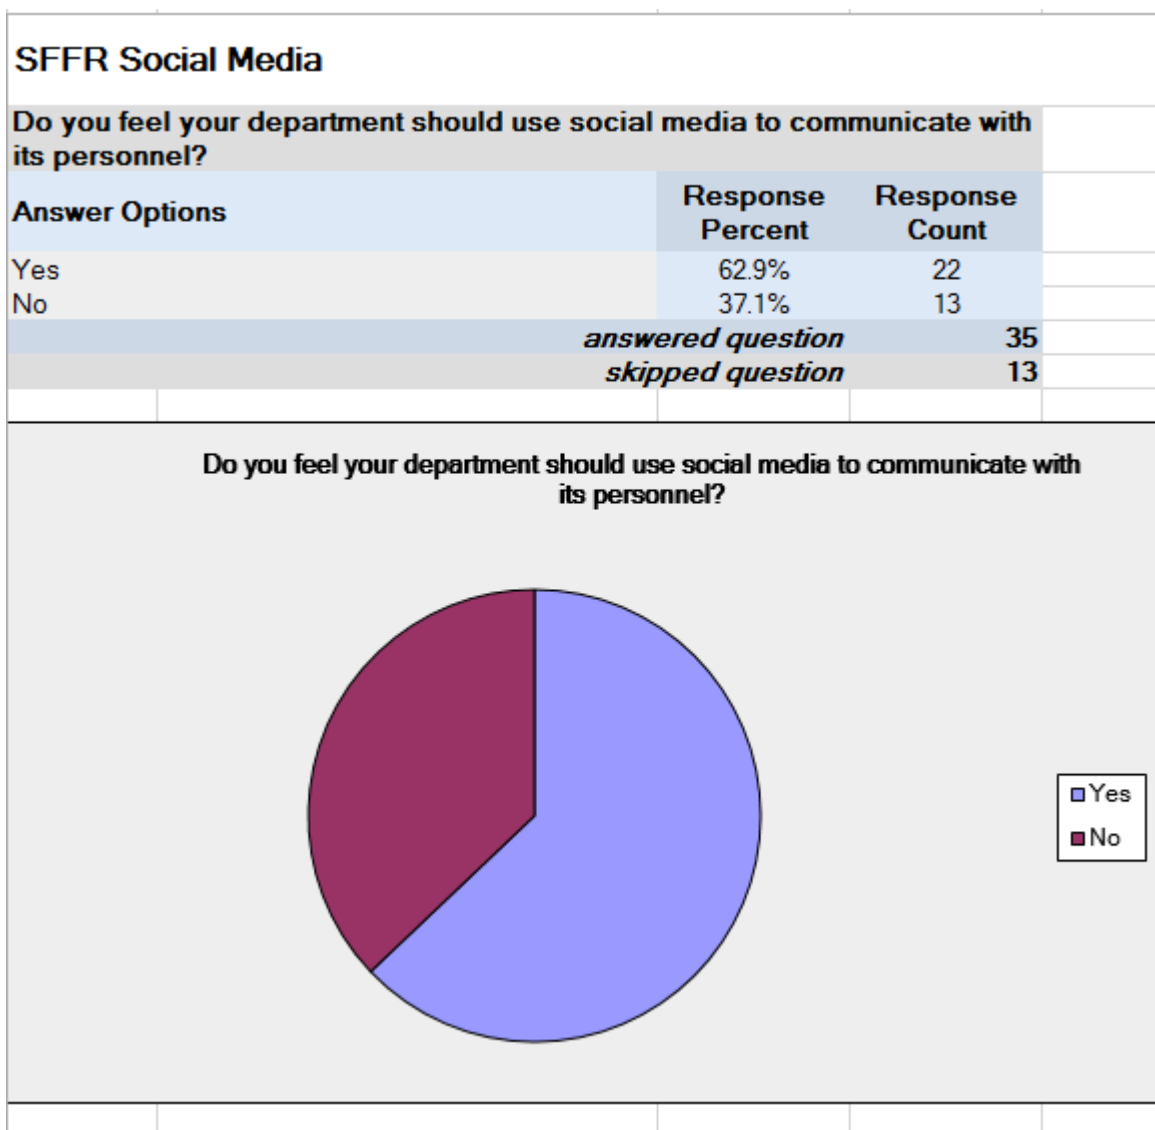 SFFR Social Media
Do you feel your department should use social media to communicate with
its personnel?
Answer Options
Response Percent
Response Count
Yes 62.9% 22
No 37.1% 13
answered question 35
skipped question 13
Do you feel your department should use social media to communicate with
its personnel?
Yes
No